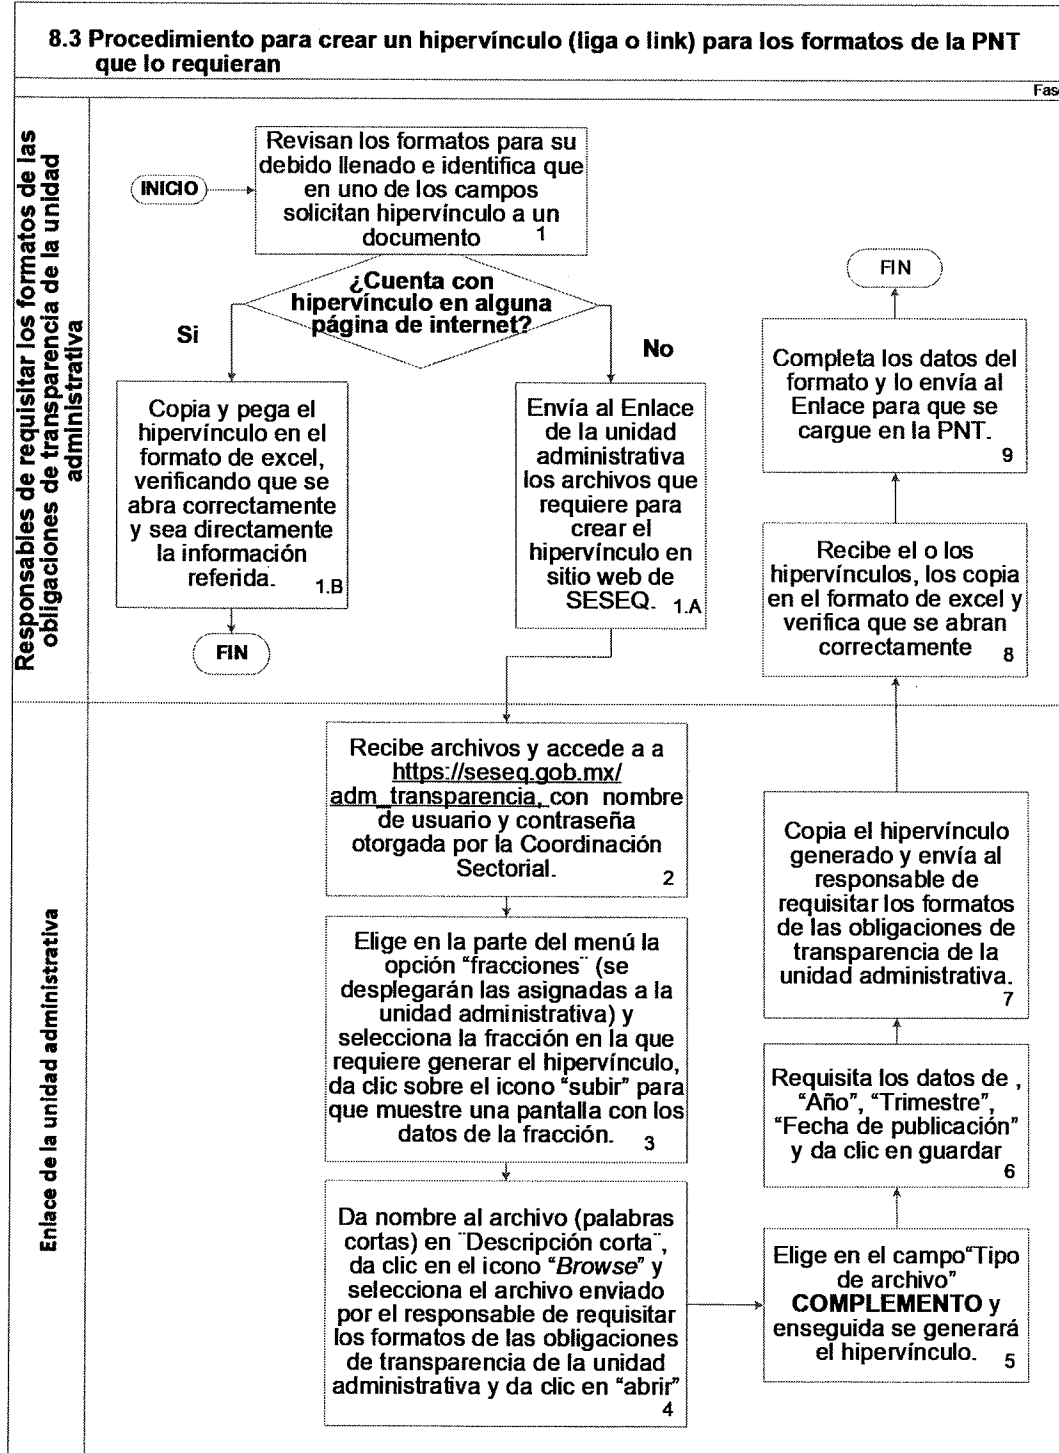 8.3 Procedimiento para crear un hipervínculo (liga o link) para los formatos de la PNT
que lo requieran
Responsables de requisitar los formatos de las
obligaciones de transparencia de la unidad
administrativa
INICIO
Revisan los formatos para su
debido llenado e identifica que
en uno de los campos
solicitan hipervínculo a un
documento 1
¿Cuenta con
hipervínculo en alguna
página de internet?
Si
No
Copia y pega el
hipervínculo en el
formato de excel,
verificando que se
abra correctamente
y sea directamente
la información
referida. 1.B
FIN
Envía al Enlace
de la unidad
administrativa
los archivos que
requiere para
crear el
hipervínculo en
sitio web de
SESEQ. 1.A
FIN
Completa los datos del
formato y lo envía al
Enlace para que se
cargue en la PNT.
9
Recibe el o los
hipervínculos, los copia
en el formato de excel y
verifica que se abran
correctamente 8
Enlace de la unidad administrativa
Recibe archivos y accede a a
https://seseq.gob.mx/
adm_transparencia, con nombre
de usuario y contraseña
otorgada por la Coordinación
Sectorial. 2
Elige en la parte del menú la
opción “fracciones¨ (se
desplegarán las asignadas a la
unidad administrativa) y
selecciona la fracción en la que
requiere generar el hipervínculo,
da clic sobre el icono “subir” para
que muestre una pantalla con los
datos de la fracción. 3
Da nombre al archivo (palabras
cortas) en ¨Descripción corta¨,
da clic en el icono “Browse” y
selecciona el archivo enviado
por el responsable de requisitar
los formatos de las obligaciones
de transparencia de la unidad
administrativa y da clic en “abrir”
4
Elige en el campo“Tipo
de archivo”
COMPLEMENTO y
enseguida se generará
el hipervínculo. 5
Requisita los datos de ,
“Año”, “Trimestre”,
“Fecha de publicación”
y da clic en guardar
6
Copia el hipervínculo
generado y envía al
responsable de
requisitar los formatos
de las obligaciones de
transparencia de la
unidad administrativa.
7